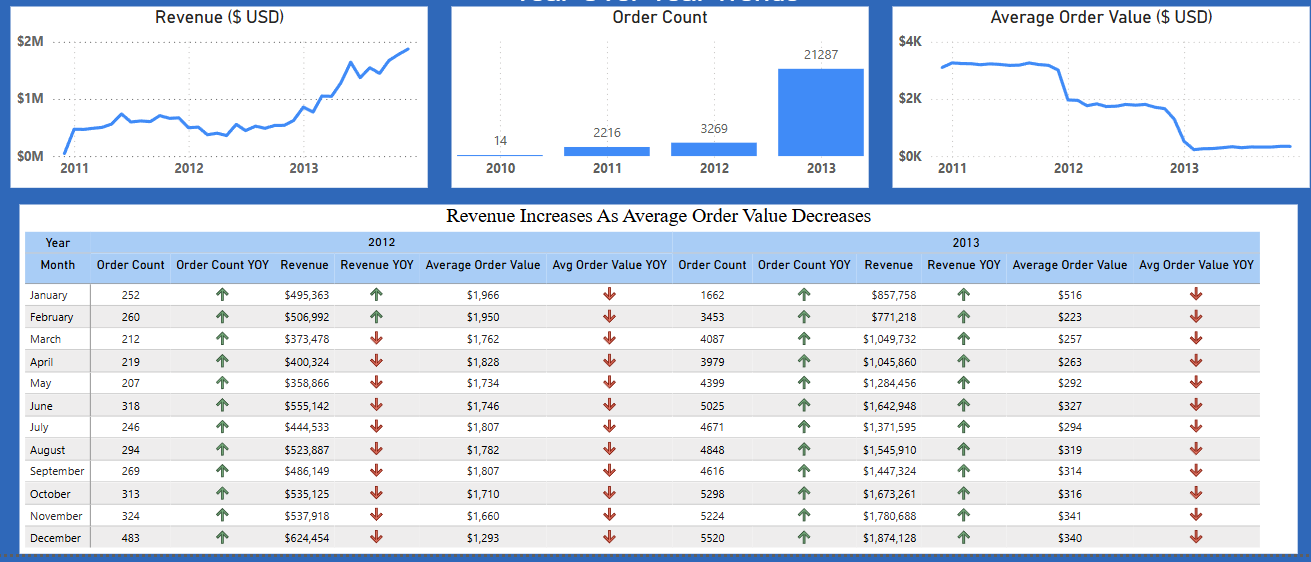 Revenue ($ USD)
$2M
$1M
$0M
2011 2012 2013
Order Count
14 2216 3269 21287
2010 2011 2012 2013
Average Order Value ($ USD)
$4K
$2K
$0K
2011 2012 2013
Revenue Increases As Average Order Value Decreases
Year 2012 2013
Month Order Count Order Count YOY Revenue Revenue YOY Average Order Value Avg Order Value YOY Order Count Order Count YOY Revenue Revenue YOY Average Order Value Avg Order Value YOY
January 252 $495,363 $1,966 1662 $857,758 $516
February 260 $506,992 $1,950 3453 $771,218 $223
March 212 $373,478 $1,762 4087 $1,049,732 $257
April 219 $400,324 $1,828 3979 $1,045,860 $263
May 207 $358,866 $1,734 4399 $1,284,456 $292
June 318 $555,142 $1,746 5025 $1,642,948 $327
July 246 $444,533 $1,807 4671 $1,371,595 $294
August 294 $523,887 $1,782 4848 $1,545,910 $319
September 269 $486,149 $1,807 4616 $1,447,324 $314
October 313 $535,125 $1,710 5298 $1,673,261 $316
November 324 $537,918 $1,660 5224 $1,780,688 $341
December 483 $624,454 $1,293 5520 $1,874,128 $340